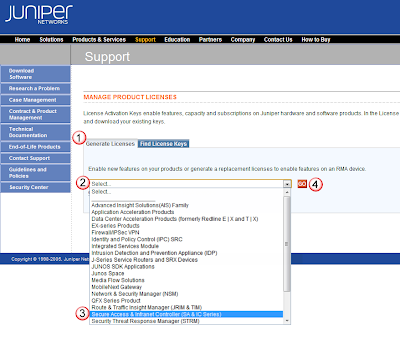 JUNIPER
NETWORKS
Home Solutions Products & Services Support Education Partners Company Contact Us How to Buy
Support
Download
Software
Research a Problem
Case Management
Contract & Product
Management
Technical
Documentation
End-of-Life Products
Contact Support
Guidelines and
Policies
Security Center
MANAGE PRODUCT LICENSES
License Activation Keys enable features, capacity and subscriptions on Juniper hardware and software products. In the License
and download your existing keys.
1
Generate Licenses Find License Keys
Enable new features on your products or generate a replacement licenses to enable features on an RMA device.
2 Select... GO 4
Select...
Advanced Insight Solutions(AIS) Family
Application Acceleration Products
Data Center Acceleration Products (formerly Redline E | X and T | X)
EX-series Products
Firewall/IPSec VPN
Identity and Policy Control (IPC) SRC
Integrated Services Module
Intrusion Detection and Prevention Appliance (IDP)
J-Series Service Routers and SRX Devices
JUNOS SDK Applications
Junos Space
Media Flow Solutions
MobileNext Gateway
Network & Security Manager (NSM)
QFX Series Product
Route & Traffic Insight Manager (JRIM & TIM)
3 Secure Access & Infranet Controller (SA & IC Series)
Security Threat Response Manager (STRM)
Copyright © 1998-2005, Juniper Net